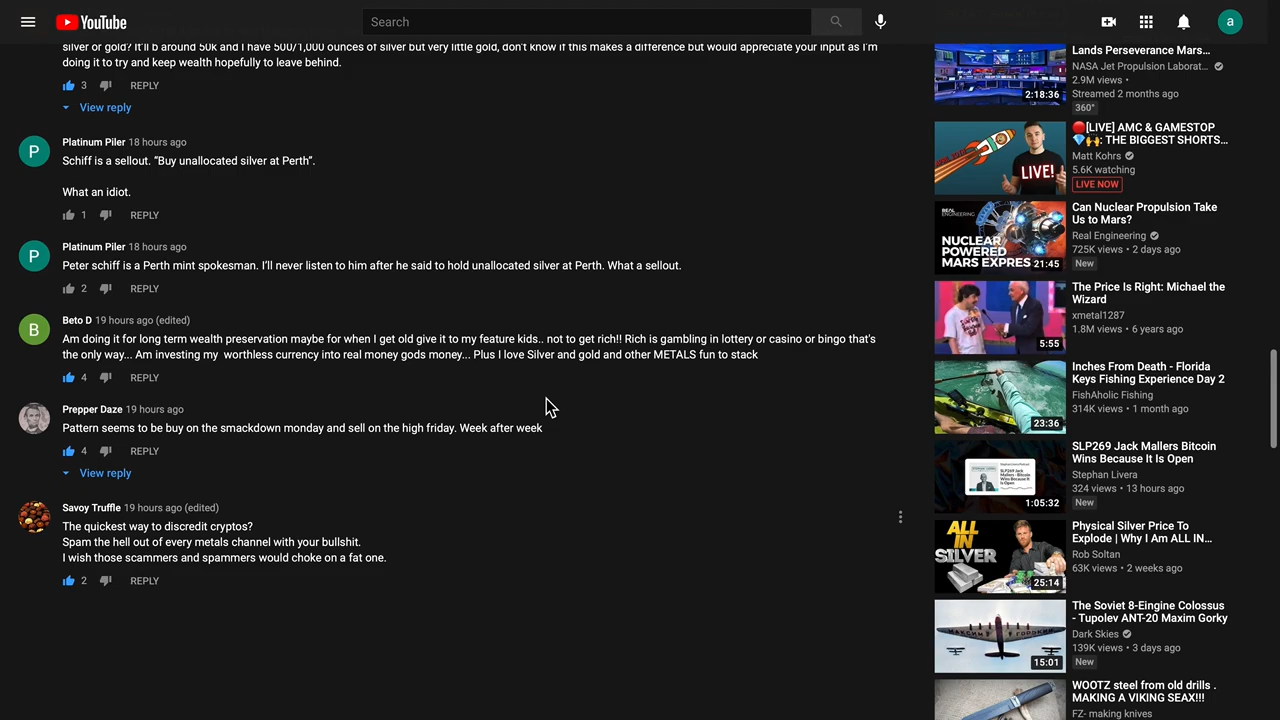 YouTube
Search
a
silver or gold? It'll b around 50k and I have 500/1,000 ounces of silver but very little gold, don't know if this makes a difference but would appreciate your input as I'm
doing it to try and keep wealth hopefully to leave behind.
3 REPLY
View reply
P
Platinum Piler 18 hours ago
Schiff is a sellout. “Buy unallocated silver at Perth”.
What an idiot.
1 REPLY
P
Platinum Piler 18 hours ago
Peter schiff is a Perth mint spokesman. I'll never listen to him after he said to hold unallocated silver at Perth. What a sellout.
2 REPLY
B
Beto D 19 hours ago (edited)
Am doing it for long term wealth preservation maybe for when I get old give it to my feature kids.. not to get rich!! Rich is gambling in lottery or casino or bingo that's
the only way... Am investing my worthless currency into real money gods money... Plus I love Silver and gold and other METALS fun to stack
4 REPLY
Prepper Daze 19 hours ago
Pattern seems to be buy on the smackdown monday and sell on the high friday. Week after week
4 REPLY
View reply
Savoy Truffle 19 hours ago (edited)
The quickest way to discredit cryptos?
Spam the hell out of every metals channel with your bullshit.
I wish those scammers and spammers would choke on a fat one.
2 REPLY
2:18:36
Lands Perseverance Mars...
NASA Jet Propulsion Laborat...
2.9M views •
Streamed 2 months ago
360°
LIVE!
[LIVE] AMC & GAMESTOP
💎🙌: THE BIGGEST SHORTS...
Matt Kohrs
5.6K watching
LIVE NOW
REAL
ENGINEERING
NUCLEAR
POWERED
MARS EXPRES
21:45
Can Nuclear Propulsion Take
Us to Mars?
Real Engineering
725K views • 2 days ago
New
5:55
The Price Is Right: Michael the
Wizard
xmetal1287
1.8M views • 6 years ago
23:36
Inches From Death - Florida
Keys Fishing Experience Day 2
FishAholic Fishing
314K views • 1 month ago
SLP269 Jack Mallers - Bitcoin
Wins Because It Is Open
1:05:32
SLP269 Jack Mallers Bitcoin
Wins Because It Is Open
Stephan Livera
324 views • 13 hours ago
New
ALL
IN
SILVER
25:14
Physical Silver Price To
Explode | Why I Am ALL IN...
Rob Soltan
63K views • 2 weeks ago
МАКСИМ ГОРЬКИЙ
15:01
The Soviet 8-Eingine Colossus
- Tupolev ANT-20 Maxim Gorky
Dark Skies
139K views • 3 days ago
New
WOOTZ steel from old drills .
MAKING A VIKING SEAX!!!
FZ- making knives